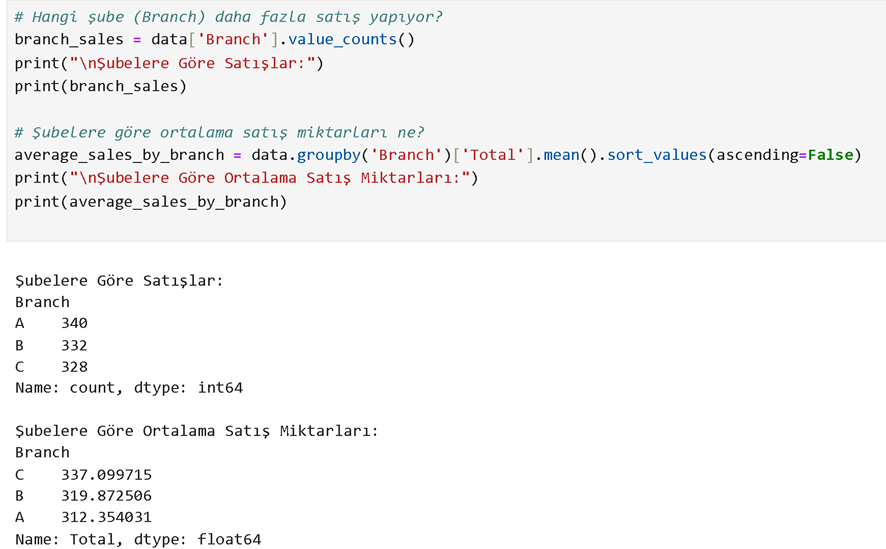 # Hangi şube (Branch) daha fazla satış yapıyor?
branch_sales = data['Branch'].value_counts()
print("\nŞubelere Göre Satışlar:")
print(branch_sales)
# Şubelere göre ortalama satış miktarları ne?
average_sales_by_branch = data.groupby('Branch')['Total'].mean().sort_values(ascending=False)
print("\nŞubelere Göre Ortalama Satış Miktarları:")
print(average_sales_by_branch)
Şubelere Göre Satışlar:
Branch
A    340
B    332
C    328
Name: count, dtype: int64
Şubelere Göre Ortalama Satış Miktarları:
Branch
C    337.099715
B    319.872506
A    312.354031
Name: Total, dtype: float64